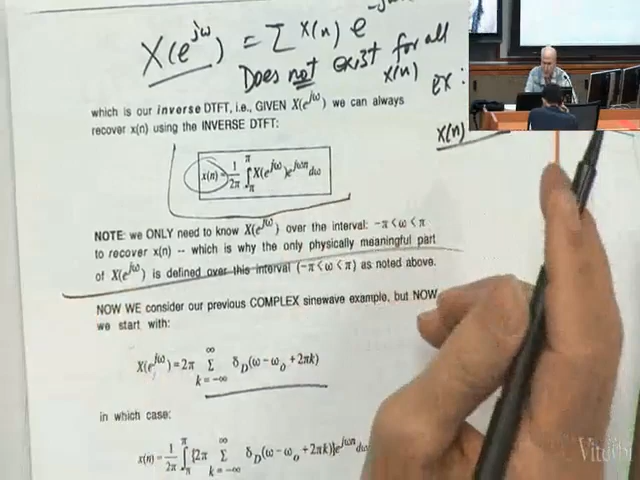 X(e^{jω}) = Σ x(n) e^{-jω
Does not exist for all
x(n) ex:
which is our inverse DTFT, i.e., GIVEN X(e^{jω}) we can always
recover x(n) using the INVERSE DTFT:
x(n)
x(n) = 1/2π ∫_{-π}^{π} X(e^{jω})e^{jωn}dω
NOTE: we ONLY need to know X(e^{jω}) over the interval: -π<ω<π
to recover x(n) -- which is why the only physically meaningful part
of X(e^{jω}) is defined over this interval (-π<ω<π) as noted above.
NOW WE consider our previous COMPLEX sinewave example, but NOW
we start with:
X(e^{jω}) = 2π Σ_{k=-∞}^{∞} δ_D(ω-ω_o+2πk)
in which case:
x(n) = 1/2π ∫_{-π}^{π} {2π Σ_{k=-∞}^{∞} δ_D(ω-ω_o+2πk)}e^{jωn}dω
Viterbi